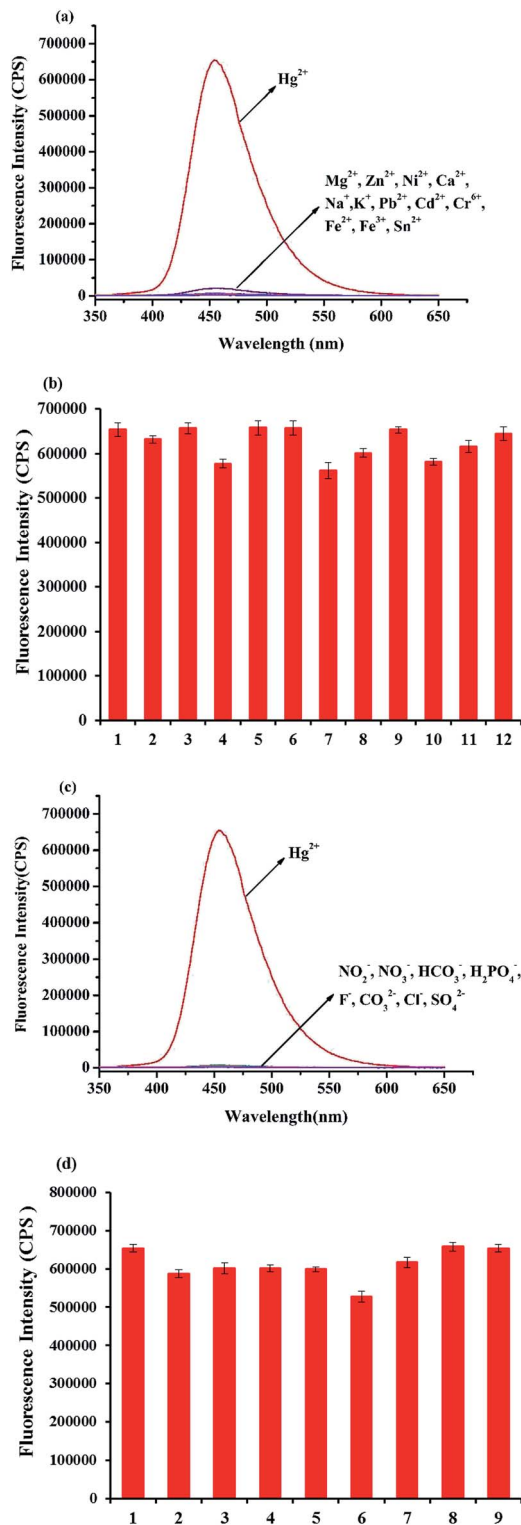 (a)
700000
600000
500000
400000
300000
200000
100000
0
Fluorescence Intensity (CPS)
Hg²⁺
Mg²⁺, Zn²⁺, Ni²⁺, Ca²⁺,
Na⁺,K⁺, Pb²⁺, Cd²⁺, Cr⁶⁺,
Fe²⁺, Fe³⁺, Sn²⁺
350 400 450 500 550 600 650
Wavelength (nm)
(b)
700000
600000
500000
400000
300000
200000
100000
0
Fluorescence Intensity (CPS )
1 2 3 4 5 6 7 8 9 10 11 12
(c)
700000
600000
500000
400000
300000
200000
100000
0
Fluorescence Intensity(CPS)
Hg²⁺
NO₂⁻, NO₃⁻, HCO₃⁻, H₂PO₄⁻,
F⁻, CO₃²⁻, Cl⁻, SO₄²⁻
350 400 450 500 550 600 650
Wavelength(nm)
(d)
800000
700000
600000
500000
400000
300000
200000
100000
0
Fluorescence Intensity (CPS)
1 2 3 4 5 6 7 8 9